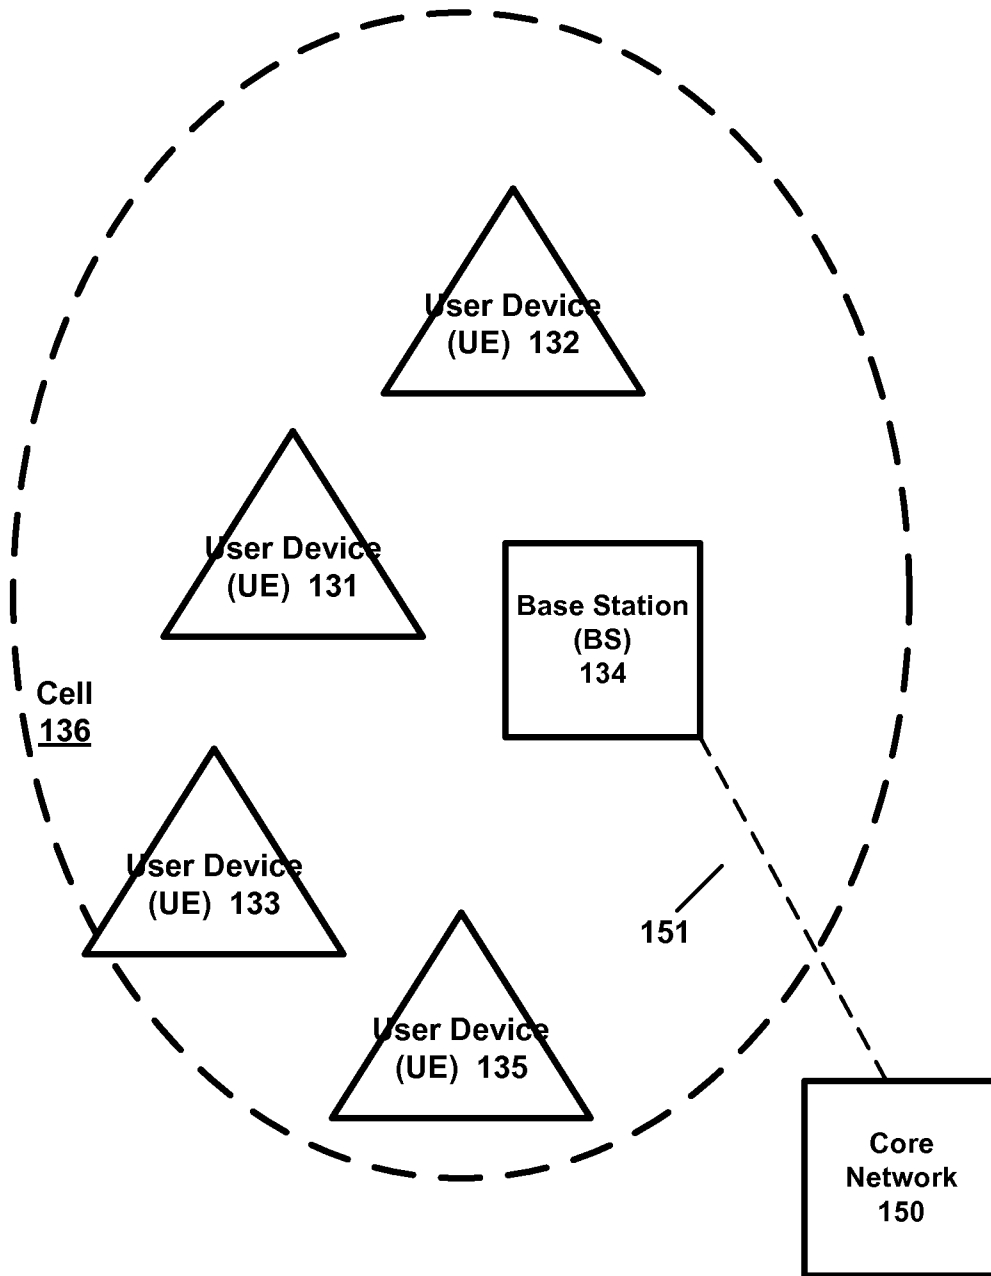 User Device
(UE) 132
User Device
(UE) 131
Base Station
(BS)
134
Cell
136
User Device
(UE) 133
151
User Device
(UE) 135
Core
Network
150